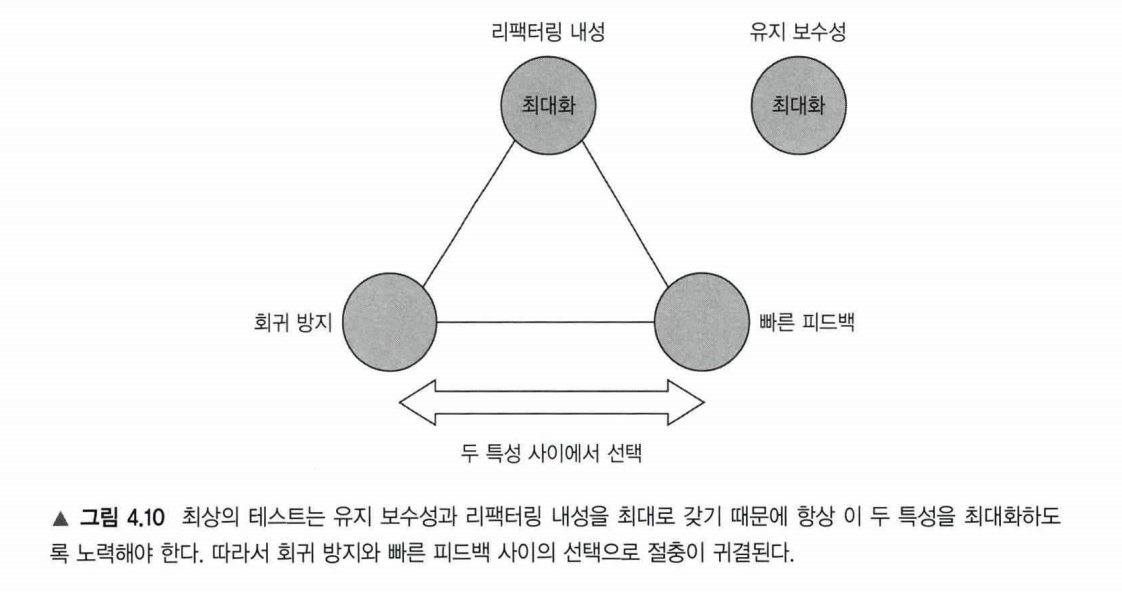 리팩터링 내성
유지 보수성
최대화
최대화
회귀 방지
빠른 피드백
두 특성 사이에서 선택
▲ 그림 4.10 최상의 테스트는 유지 보수성과 리팩터링 내성을 최대로 갖기 때문에 항상 이 두 특성을 최대화하도
록 노력해야 한다. 따라서 회귀 방지와 빠른 피드백 사이의 선택으로 절충이 귀결된다.